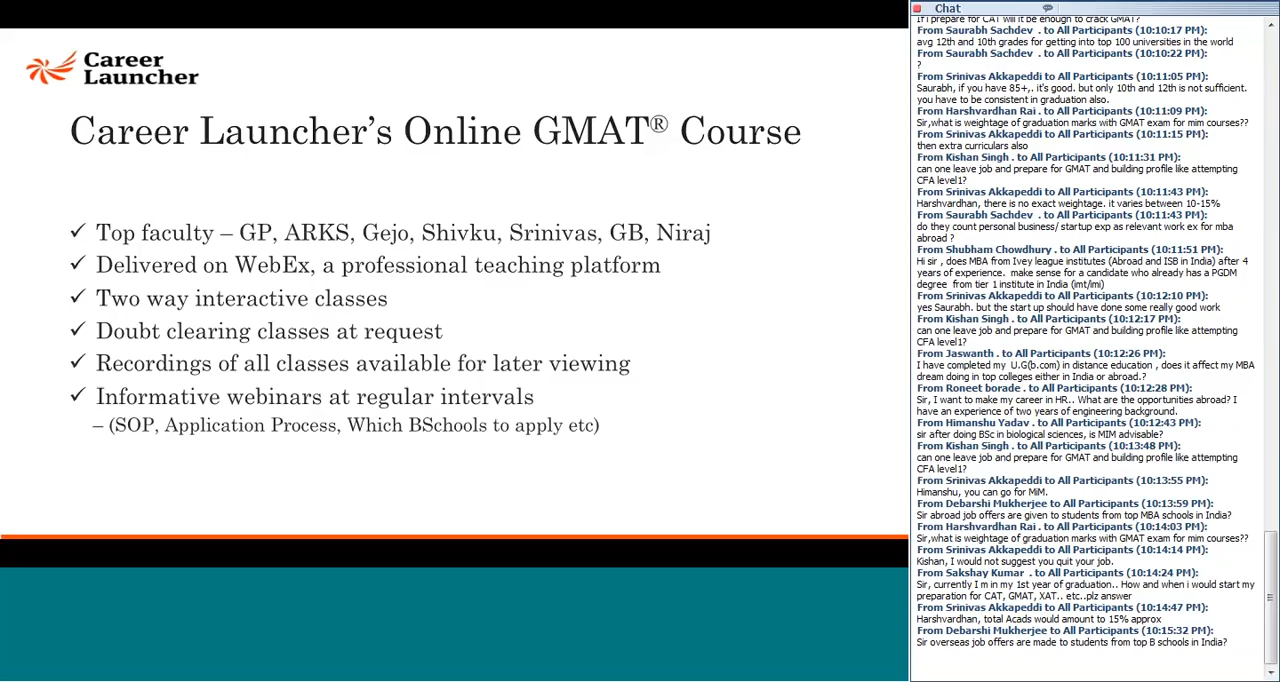 Career
Launcher
Career Launcher’s Online GMAT® Course
✓ Top faculty – GP, ARKS, Gejo, Shivku, Srinivas, GB, Niraj
✓ Delivered on WebEx, a professional teaching platform
✓ Two way interactive classes
✓ Doubt clearing classes at request
✓ Recordings of all classes available for later viewing
✓ Informative webinars at regular intervals
– (SOP, Application Process, Which BSchools to apply etc)
Chat
If I prepare for CAT will it be enough to crack GMAT?
From Saurabh Sachdev . to All Participants (10:10:17 PM):
avg 12th and 10th grades for getting into top 100 universities in the world
From Saurabh Sachdev . to All Participants (10:10:22 PM):
?
From Srinivas Akkapeddi to All Participants (10:11:05 PM):
Saurabh, if you have 85+,. it's good. but only 10th and 12th is not sufficient.
you have to be consistent in graduation also.
From Harshvardhan Rai . to All Participants (10:11:09 PM):
Sir,what is weightage of graduation marks with GMAT exam for mim courses??
From Srinivas Akkapeddi to All Participants (10:11:15 PM):
then extra curriculars also
From Kishan Singh . to All Participants (10:11:31 PM):
can one leave job and prepare for GMAT and building profile like attempting
CFA level1?
From Srinivas Akkapeddi to All Participants (10:11:43 PM):
Harshvardhan, there is no exact weightage. it varies between 10-15%
From Saurabh Sachdev . to All Participants (10:11:43 PM):
do they count personal business/ startup exp as relevant work ex for mba
abroad ?
From Shubham Chowdhury . to All Participants (10:11:51 PM):
Hi sir , does MBA from Ivey league institutes (Abroad and ISB in India) after 4
years of experience. make sense for a candidate who already has a PGDM
degree from tier 1 institute in India (imt/imi)
From Srinivas Akkapeddi to All Participants (10:12:10 PM):
yes Saurabh. but the start up should have done some really good work
From Kishan Singh . to All Participants (10:12:17 PM):
can one leave job and prepare for GMAT and building profile like attempting
CFA level1?
From Jaswanth . to All Participants (10:12:26 PM):
I have completed my U.G(b.com) in distance education , does it affect my MBA
dream doing in top colleges either in India or abroad.?
From Roneet borade . to All Participants (10:12:28 PM):
Sir, I want to make my career in HR.. What are the opportunities abroad? I
have an experience of two years of engineering background.
From Himanshu Yadav . to All Participants (10:12:43 PM):
sir after doing BSc in biological sciences, is MIM advisable?
From Kishan Singh . to All Participants (10:13:48 PM):
can one leave job and prepare for GMAT and building profile like attempting
CFA level1?
From Srinivas Akkapeddi to All Participants (10:13:55 PM):
Himanshu, you can go for MiM.
From Debarshi Mukherjee to All Participants (10:13:59 PM):
Sir abroad job offers are given to students from top MBA schools in India?
From Harshvardhan Rai . to All Participants (10:14:03 PM):
Sir,what is weightage of graduation marks with GMAT exam for mim courses??
From Srinivas Akkapeddi to All Participants (10:14:14 PM):
Kishan, I would not suggest you quit your job.
From Sakshay Kumar . to All Participants (10:14:24 PM):
Sir, currently I m in my 1st year of graduation.. How and when i would start my
preparation for CAT, GMAT, XAT.. etc..plz answer
From Srinivas Akkapeddi to All Participants (10:14:47 PM):
Harshvardhan, total Acads would amount to 15% approx
From Debarshi Mukherjee to All Participants (10:15:32 PM):
Sir overseas job offers are made to students from top B schools in India?